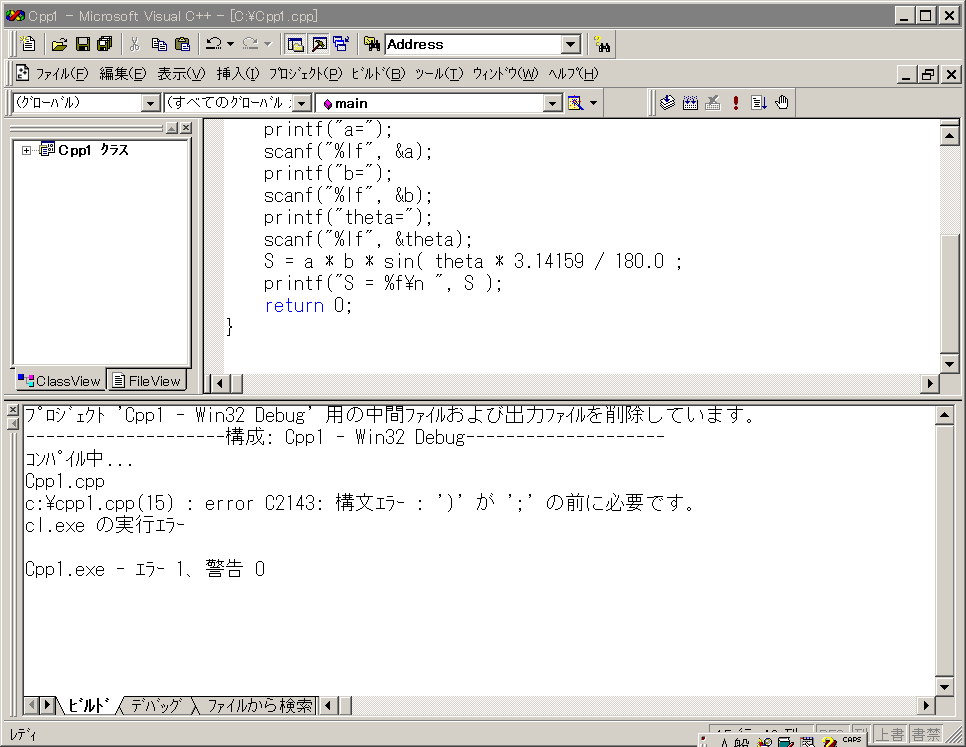 Cpp1 - Microsoft Visual C++ - [C:¥Cpp1.cpp]
Address
ﾌｧｲﾙ(F) 編集(E) 表示(V) 挿入(I) ﾌﾟﾛｼﾞｪｸﾄ(P) ﾋﾞﾙﾄﾞ(B) ﾂｰﾙ(T) ｳｨﾝﾄﾞｳ(W) ﾍﾙﾌﾟ(H)
(ｸﾞﾛｰﾊﾞﾙ) (すべてのｸﾞﾛｰﾊﾞﾙ main
Cpp1 ｸﾗｽ
ClassView FileView
printf("a=");
scanf("%lf", &a);
printf("b=");
scanf("%lf", &b);
printf("theta=");
scanf("%lf", &theta);
S = a * b * sin( theta * 3.14159 / 180.0 ;
printf("S = %f¥n ", S );
return 0;
}
ﾌﾟﾛｼﾞｪｸﾄ 'Cpp1 - Win32 Debug' 用の中間ﾌｧｲﾙおよび出力ﾌｧｲﾙを削除しています。
--------------------構成: Cpp1 - Win32 Debug--------------------
ｺﾝﾊﾟｲﾙ中...
Cpp1.cpp
c:¥cpp1.cpp(15) : error C2143: 構文ｴﾗｰ : ')' が ';' の前に必要です。
cl.exe の実行ｴﾗｰ
Cpp1.exe - ｴﾗｰ 1、警告 0
ﾋﾞﾙﾄﾞ ﾃﾞﾊﾞｯｸﾞ ﾌｧｲﾙから検索
ﾚﾃﾞｨ
上書 書禁
A 般 CAPS